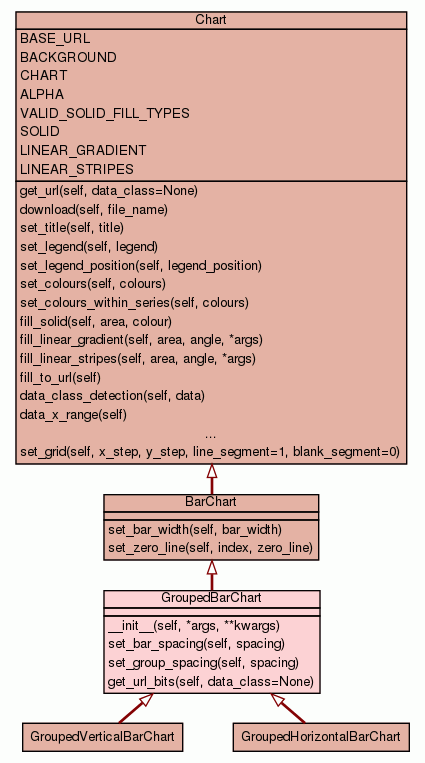 Chart
BASE_URL
BACKGROUND
CHART
ALPHA
VALID_SOLID_FILL_TYPES
SOLID
LINEAR_GRADIENT
LINEAR_STRIPES
get_url(self, data_class=None)
download(self, file_name)
set_title(self, title)
set_legend(self, legend)
set_legend_position(self, legend_position)
set_colours(self, colours)
set_colours_within_series(self, colours)
fill_solid(self, area, colour)
fill_linear_gradient(self, area, angle, *args)
fill_linear_stripes(self, area, angle, *args)
fill_to_url(self)
data_class_detection(self, data)
data_x_range(self)
...
set_grid(self, x_step, y_step, line_segment=1, blank_segment=0)
BarChart
set_bar_width(self, bar_width)
set_zero_line(self, index, zero_line)
GroupedBarChart
__init__(self, *args, **kwargs)
set_bar_spacing(self, spacing)
set_group_spacing(self, spacing)
get_url_bits(self, data_class=None)
GroupedVerticalBarChart
GroupedHorizontalBarChart